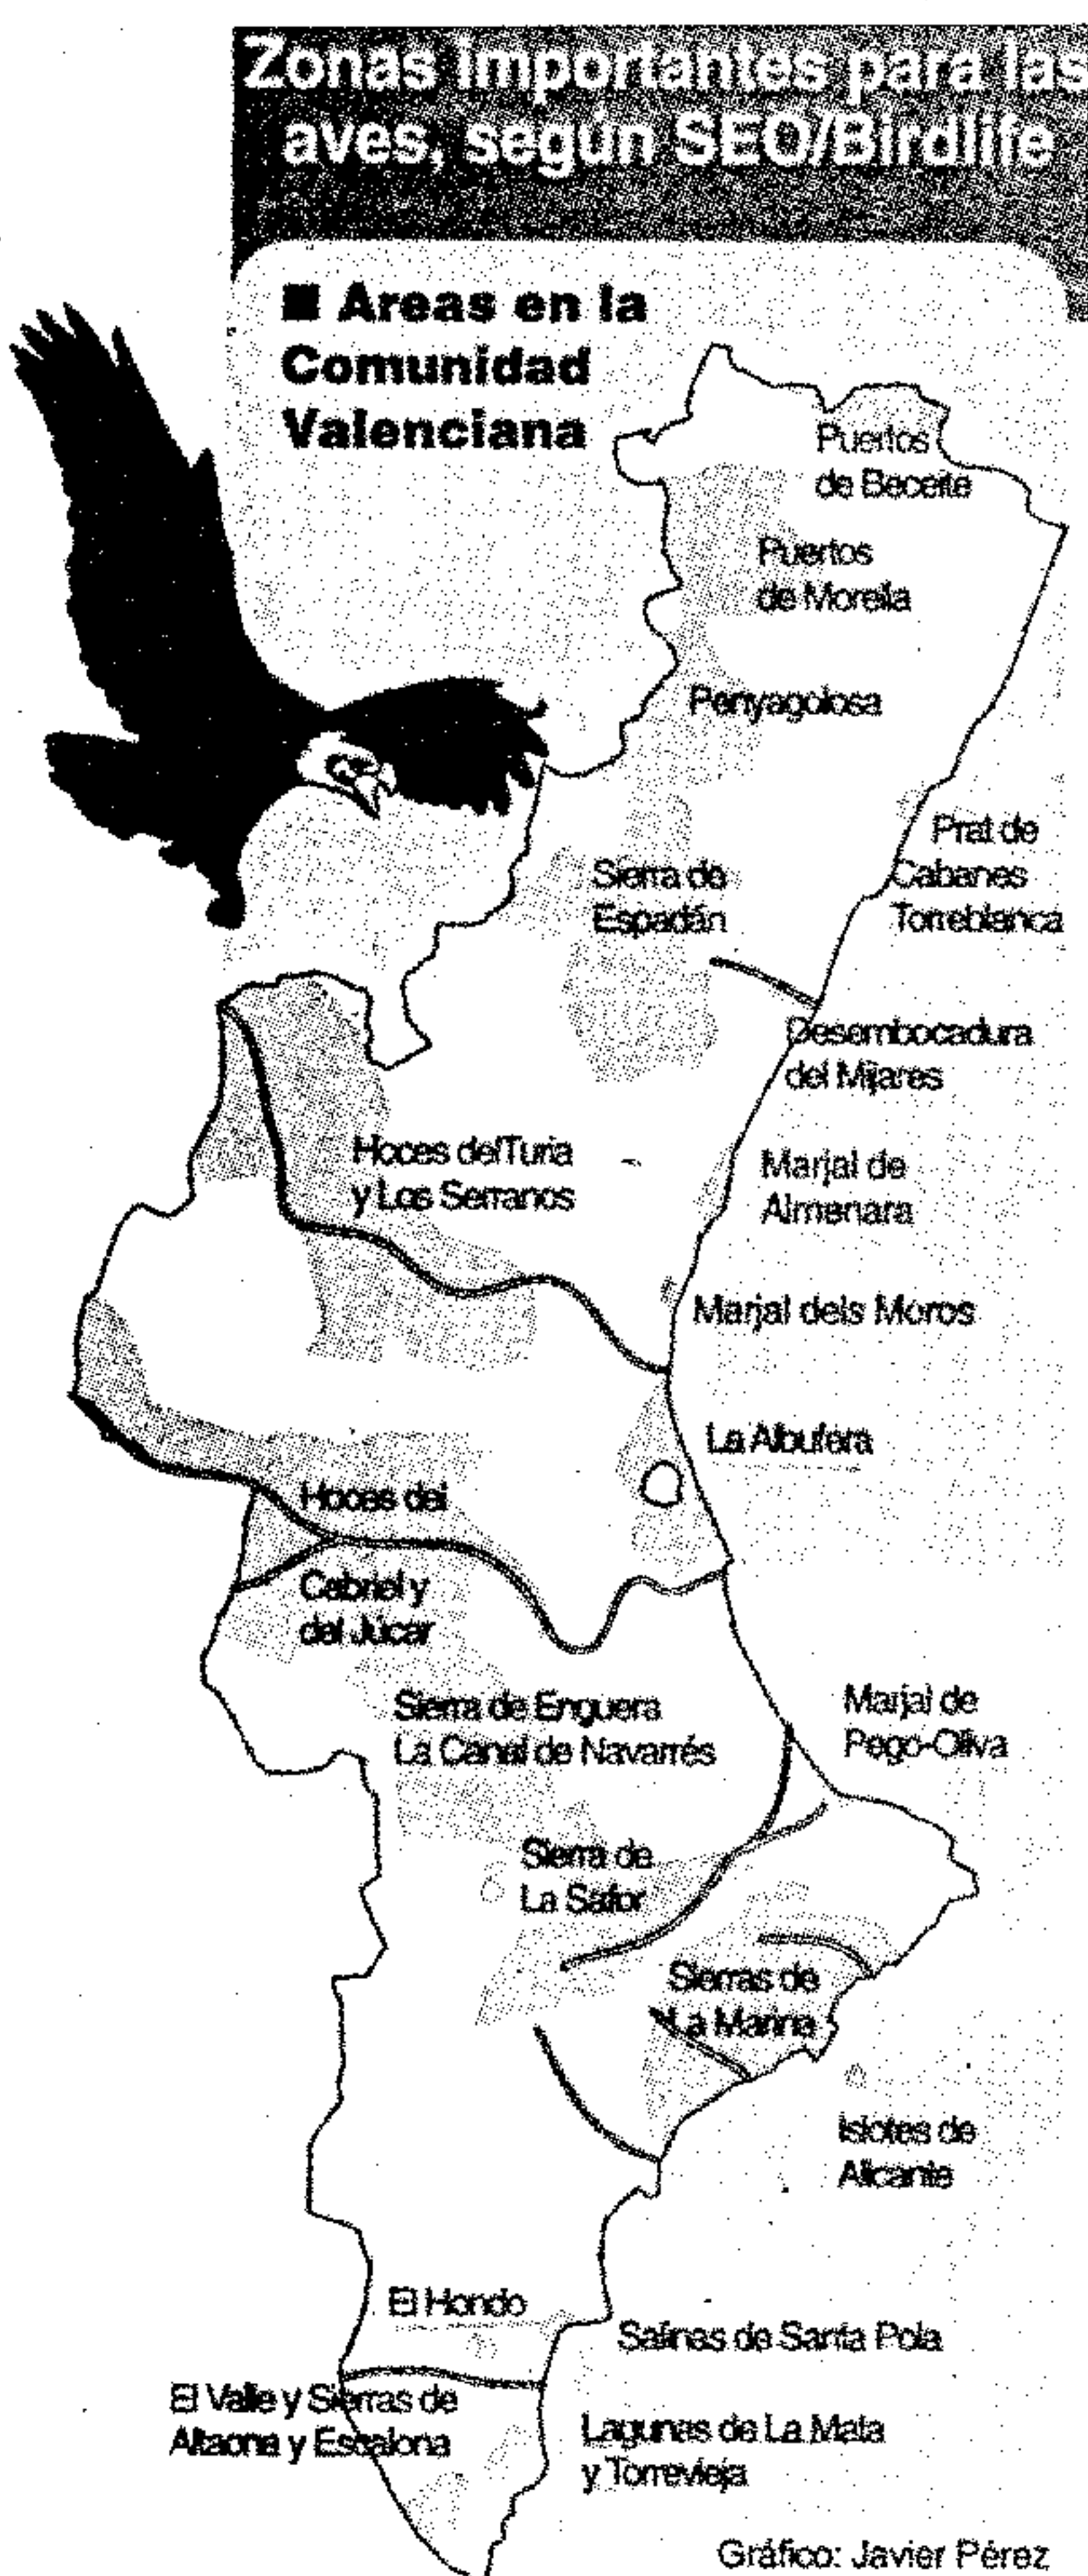 Zonas importantes para las
aves, según SEO/Birdlife
■ Areas en la
Comunidad
Valenciana
Puertos
de Beceite
Puertos
de Morella
Penyagolosa
Prat de
Cabanes
Torreblanca
Sierra de
Espadán
Desembocadura
del Mijares
Hoces del Turia
y Los Serranos
Marjal de
Almenara
Marjal dels Moros
La Albufera
Hoces del
Cabriel y
del Júcar
Sierra de Enguera
La Canal de Navarrés
Marjal de
Pego-Oliva
Sierra de
La Safor
Sierras de
La Marina
Islotes de
Alicante
El Hondo
Salinas de Santa Pola
El Valle y Sierras de
Altaona y Escalona
Lagunas de La Mata
y Torrevieja
Gráfico: Javier Pérez